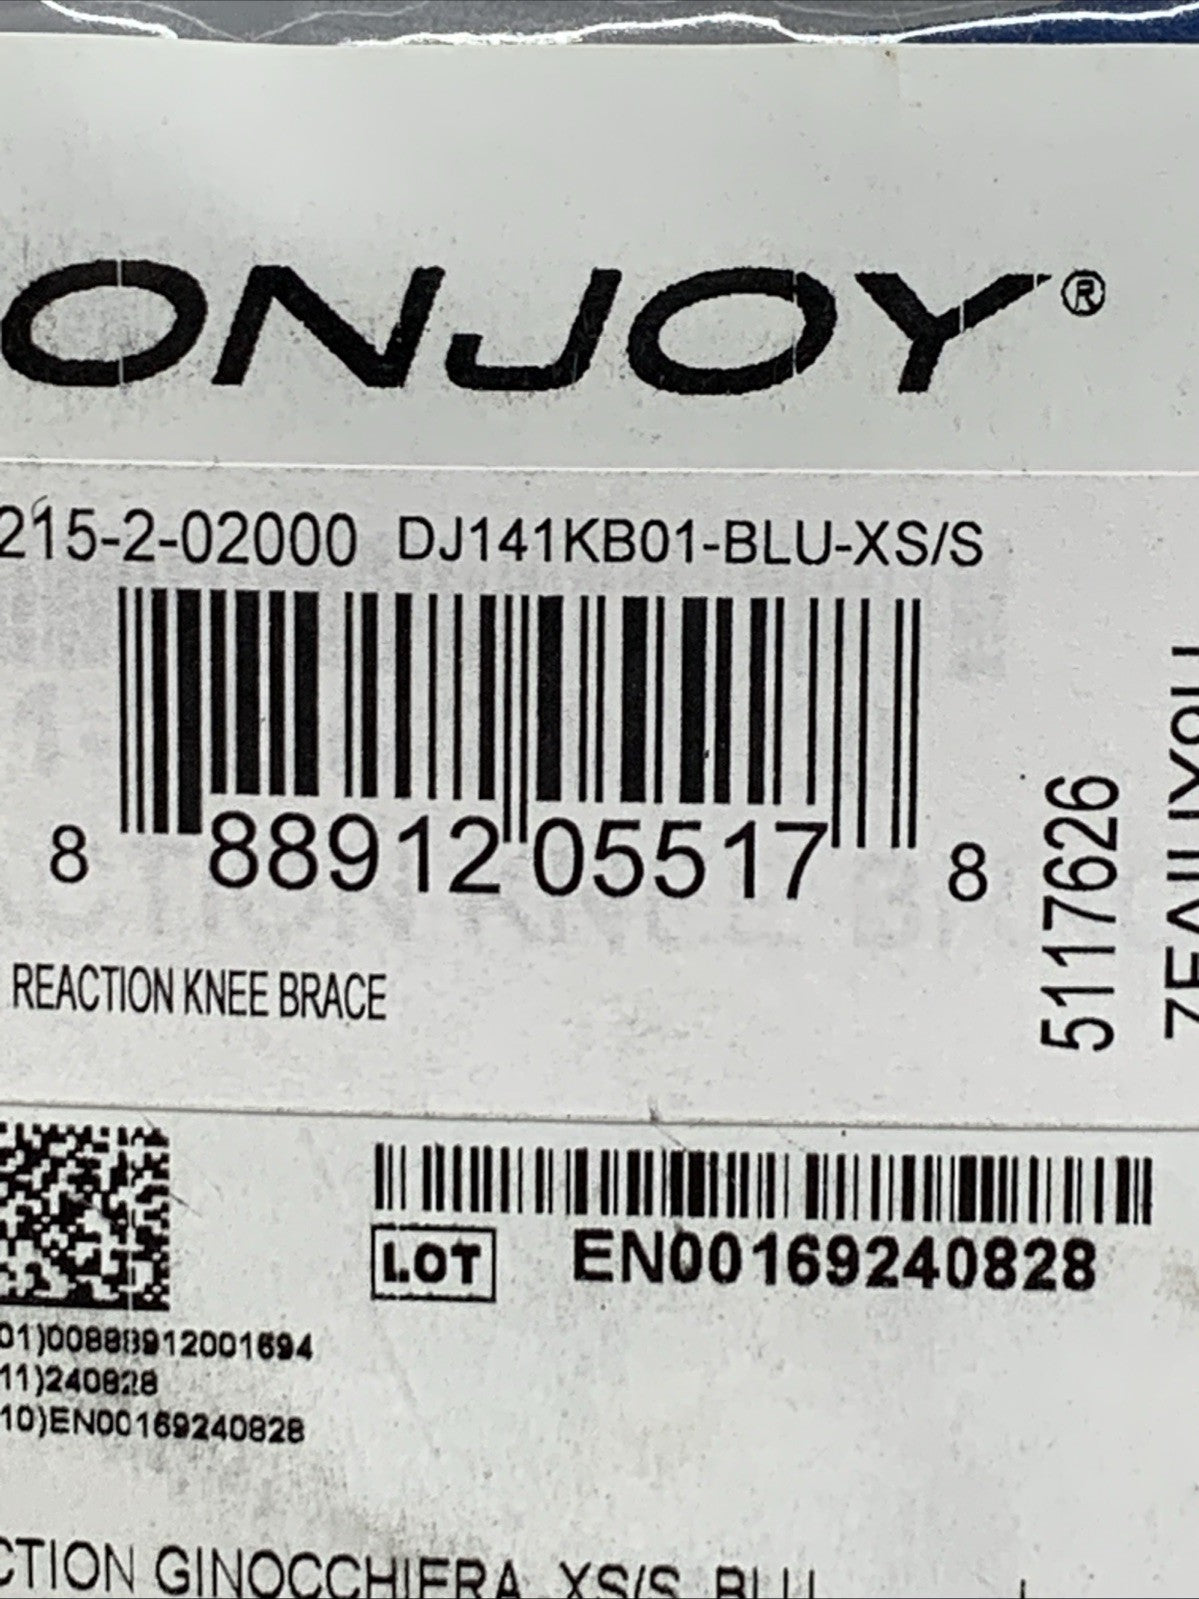 ONJOY®
215-2-02000 DJ141KB01-BLU-XS/S
8 88912 05517 8
REACTION KNEE BRACE
5117626
LOT EN00169240828
01)00888912001694
11)240828
10)EN00169240828
CTION GINOCCHIERA, XS/S, BLU